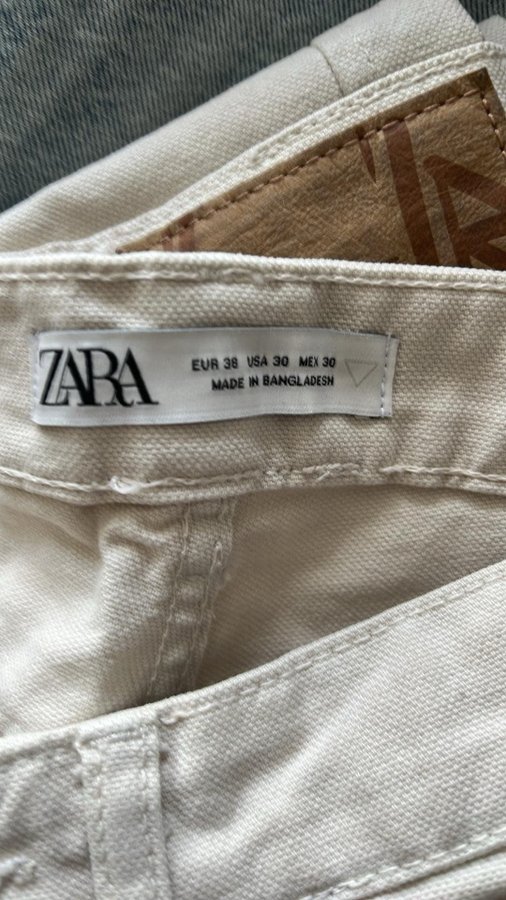 ZARA
EUR 38 USA 30 MEX 30
MADE IN BANGLADESH